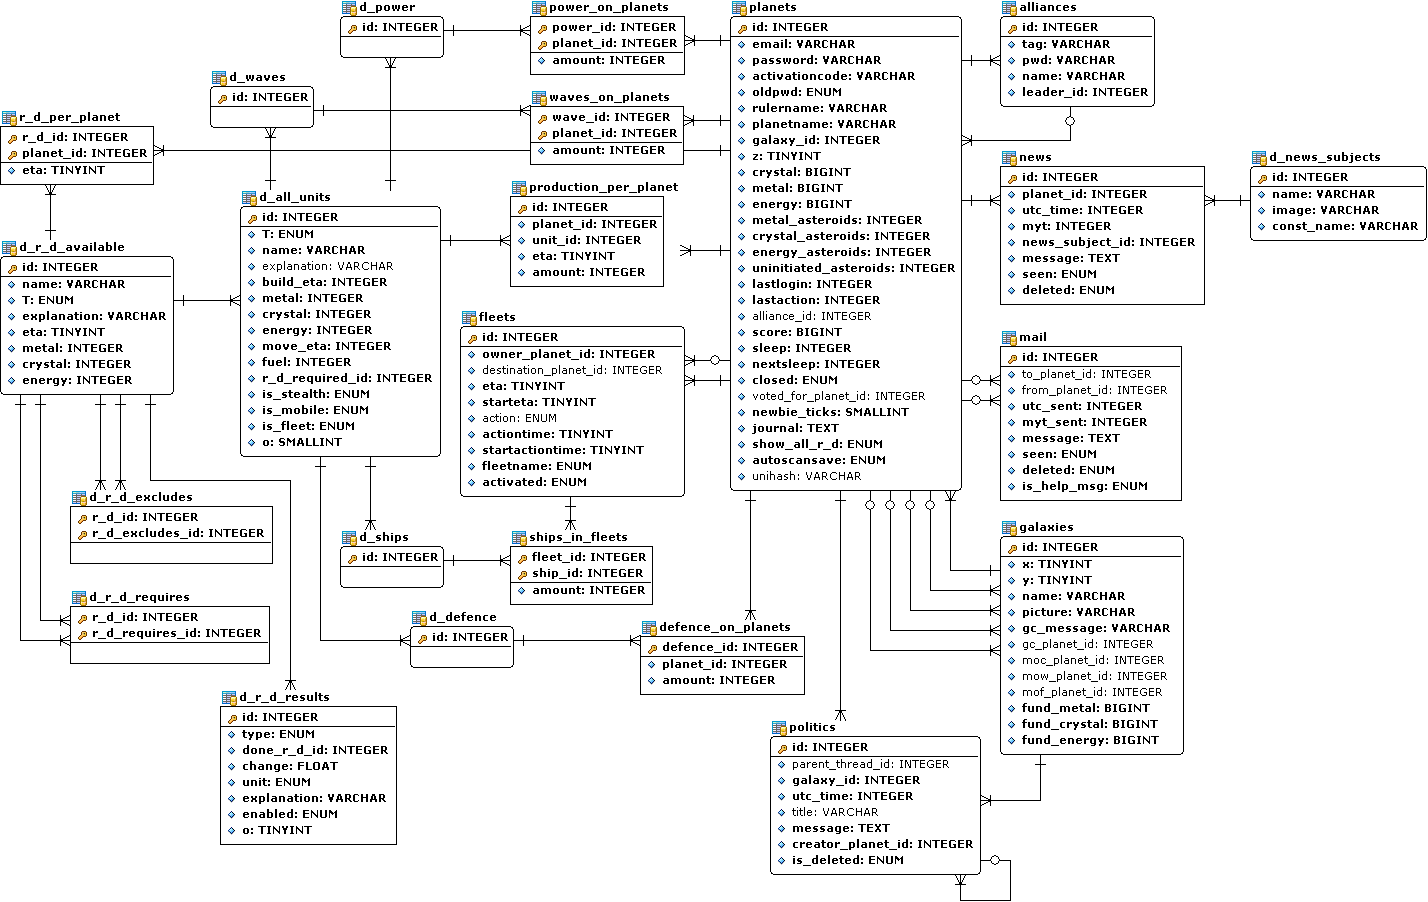 d_power
id: INTEGER
power_on_planets
power_id: INTEGER
planet_id: INTEGER
amount: INTEGER
planets
id: INTEGER
email: VARCHAR
password: VARCHAR
activationcode: VARCHAR
oldpwd: ENUM
rulername: VARCHAR
planetname: VARCHAR
galaxy_id: INTEGER
z: TINYINT
crystal: BIGINT
metal: BIGINT
energy: BIGINT
metal_asteroids: INTEGER
crystal_asteroids: INTEGER
energy_asteroids: INTEGER
uninitiated_asteroids: INTEGER
lastlogin: INTEGER
lastaction: INTEGER
alliance_id: INTEGER
score: BIGINT
sleep: INTEGER
nextsleep: INTEGER
closed: ENUM
voted_for_planet_id: INTEGER
newbie_ticks: SMALLINT
journal: TEXT
show_all_r_d: ENUM
autoscansave: ENUM
unihash: VARCHAR
alliances
id: INTEGER
tag: VARCHAR
pwd: VARCHAR
name: VARCHAR
leader_id: INTEGER
d_waves
id: INTEGER
waves_on_planets
wave_id: INTEGER
planet_id: INTEGER
amount: INTEGER
r_d_per_planet
r_d_id: INTEGER
planet_id: INTEGER
eta: TINYINT
news
id: INTEGER
planet_id: INTEGER
utc_time: INTEGER
myt: INTEGER
news_subject_id: INTEGER
message: TEXT
seen: ENUM
deleted: ENUM
d_news_subjects
id: INTEGER
name: VARCHAR
image: VARCHAR
const_name: VARCHAR
production_per_planet
id: INTEGER
planet_id: INTEGER
unit_id: INTEGER
eta: TINYINT
amount: INTEGER
d_all_units
id: INTEGER
T: ENUM
name: VARCHAR
explanation: VARCHAR
build_eta: INTEGER
metal: INTEGER
crystal: INTEGER
energy: INTEGER
move_eta: INTEGER
fuel: INTEGER
r_d_required_id: INTEGER
is_stealth: ENUM
is_mobile: ENUM
is_fleet: ENUM
o: SMALLINT
d_r_d_available
id: INTEGER
name: VARCHAR
T: ENUM
explanation: VARCHAR
eta: TINYINT
metal: INTEGER
crystal: INTEGER
energy: INTEGER
fleets
id: INTEGER
owner_planet_id: INTEGER
destination_planet_id: INTEGER
eta: TINYINT
starteta: TINYINT
action: ENUM
actiontime: TINYINT
startactiontime: TINYINT
fleetname: ENUM
activated: ENUM
mail
id: INTEGER
to_planet_id: INTEGER
from_planet_id: INTEGER
utc_sent: INTEGER
myt_sent: INTEGER
message: TEXT
seen: ENUM
deleted: ENUM
is_help_msg: ENUM
d_r_d_excludes
r_d_id: INTEGER
r_d_excludes_id: INTEGER
d_ships
id: INTEGER
ships_in_fleets
fleet_id: INTEGER
ship_id: INTEGER
amount: INTEGER
galaxies
id: INTEGER
x: TINYINT
y: TINYINT
name: VARCHAR
picture: VARCHAR
gc_message: VARCHAR
gc_planet_id: INTEGER
moc_planet_id: INTEGER
mow_planet_id: INTEGER
mof_planet_id: INTEGER
fund_metal: BIGINT
fund_crystal: BIGINT
fund_energy: BIGINT
d_r_d_requires
r_d_id: INTEGER
r_d_requires_id: INTEGER
d_defence
id: INTEGER
defence_on_planets
defence_id: INTEGER
planet_id: INTEGER
amount: INTEGER
d_r_d_results
id: INTEGER
type: ENUM
done_r_d_id: INTEGER
change: FLOAT
unit: ENUM
explanation: VARCHAR
enabled: ENUM
o: TINYINT
politics
id: INTEGER
parent_thread_id: INTEGER
galaxy_id: INTEGER
utc_time: INTEGER
title: VARCHAR
message: TEXT
creator_planet_id: INTEGER
is_deleted: ENUM